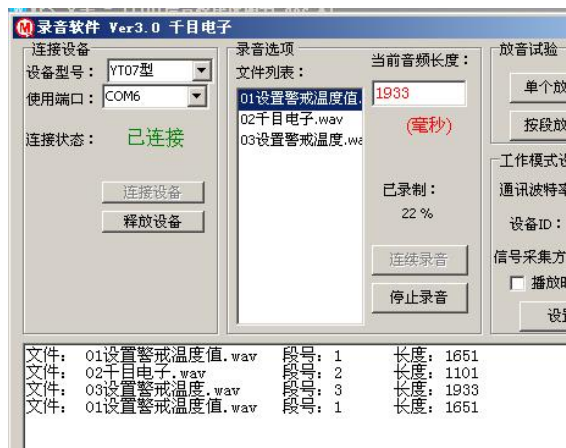 录音软件 Ver3.0 千目电子
连接设备
设备型号： YT07型
使用端口： COM6
连接状态： 已连接
连接设备
释放设备
录音选项
文件列表：
01设置警戒温度值.
02千目电子.wav
03设置警戒温度.wa
当前音频长度：
1933
(毫秒)
已录制：
22 %
连续录音
停止录音
放音试验
单个放
按段放
工作模式设
通讯波特率
设备ID：
信号采集方
播放时
设置
文件： 01设置警戒温度值.wav 段号： 1 长度： 1651
文件： 02千目电子.wav 段号： 2 长度： 1101
文件： 03设置警戒温度.wav 段号： 3 长度： 1933
文件： 01设置警戒温度值.wav 段号： 1 长度： 1651